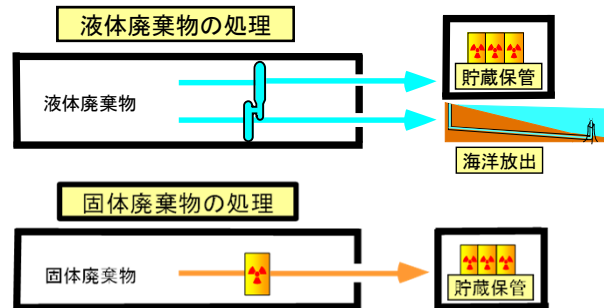 液体廃棄物の処理
液体廃棄物
貯蔵保管
海洋放出
固体廃棄物の処理
固体廃棄物
貯蔵保管